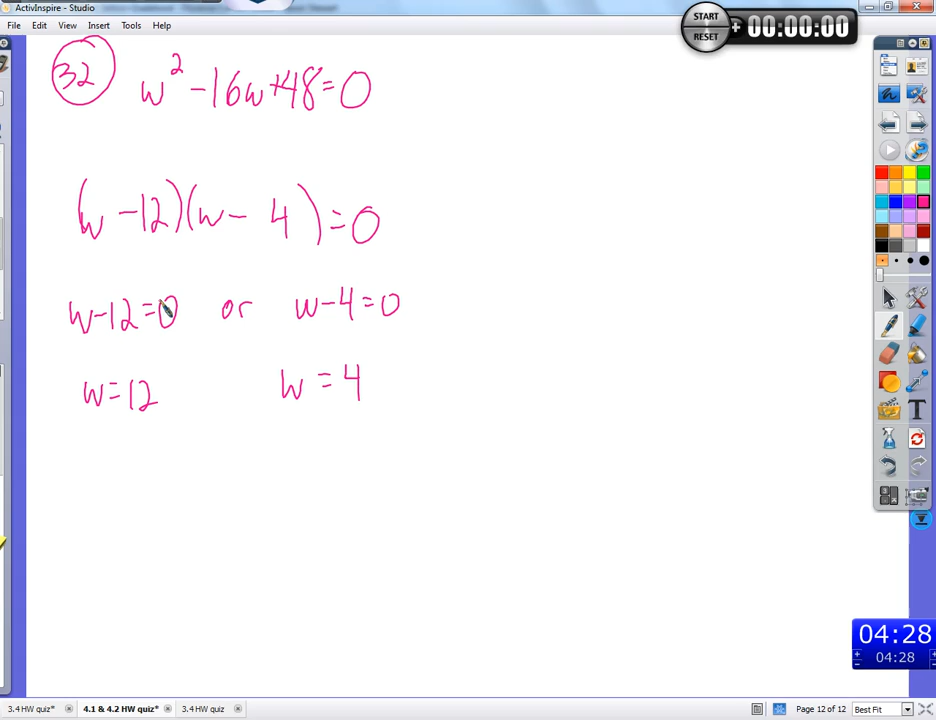 ActivInspire - Studio
File Edit View Insert Tools Help
START
RESET
00:00:00
32 w² -16w+48=0
(w -12)(w - 4)=0
w-12=0 or w-4=0
w=12 w=4
04:28
04:28
3.4 HW quiz* 4.1 & 4.2 HW quiz* 3.4 HW quiz Page 12 of 12 Best Fit